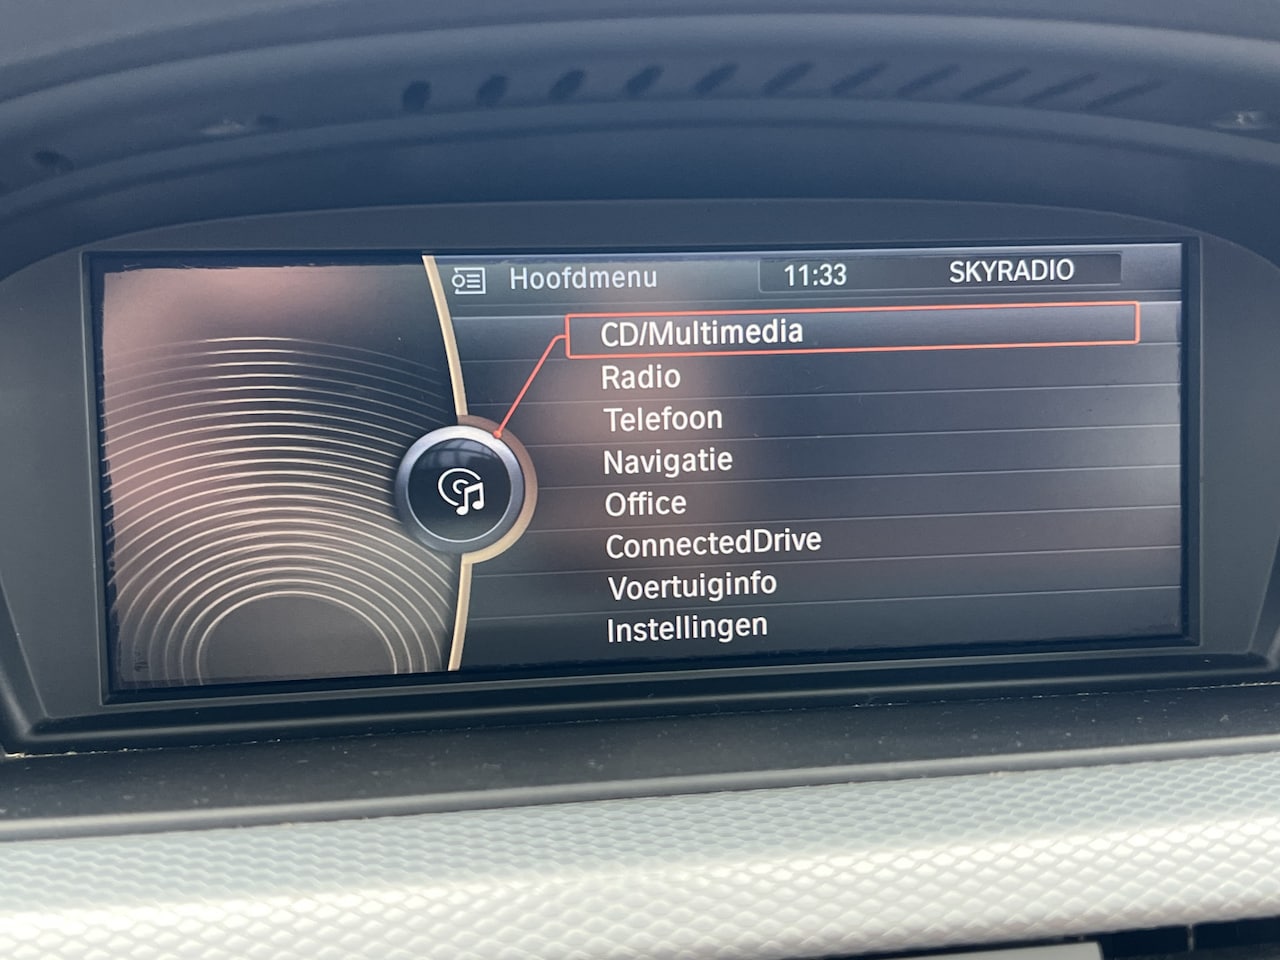 Hoofdmenu 11:33 SKYRADIO
CD/Multimedia
Radio
Telefoon
Navigatie
Office
ConnectedDrive
Voertuiginfo
Instellingen